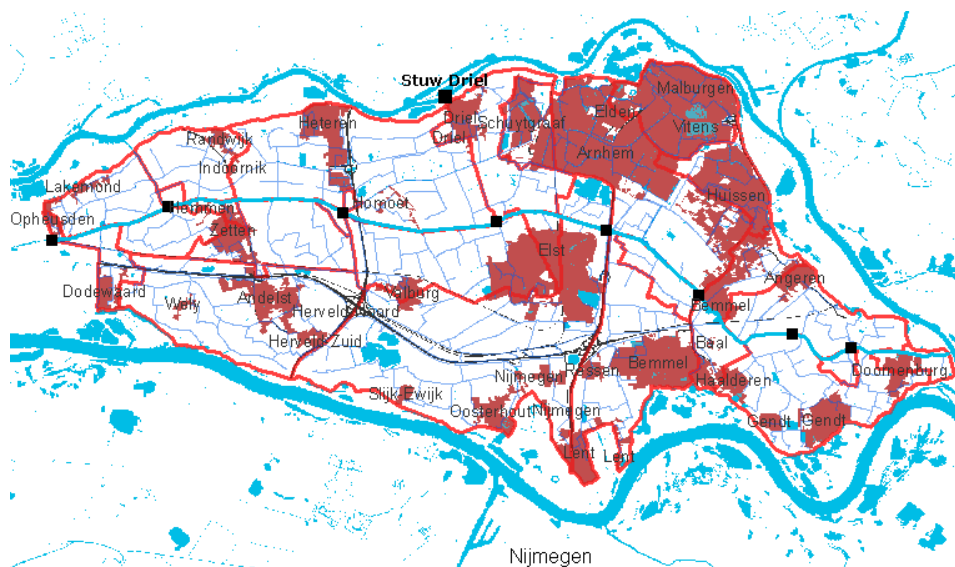 Stuw Driel
Malburgen
Elden
Driel
Schuytgraaf
Heteren
Vitens
Driel
Randwijk
Arnhem
Indoornik
Lakemond
Huissen
Homoet
Hemmen
Opheusden
Zetten
Elst
Angeren
Dodewaard
Andelst
Valburg
Wely
Bemmel
Herveld-Noord
Herveld-Zuid
Baal
Ressen
Bemmel
Doornenburg
Nijmegen
Haalderen
Slijk-Ewijk
Oosterhout
Nijmegen
Gendt
Gendt
Lent
Lent
Nijmegen